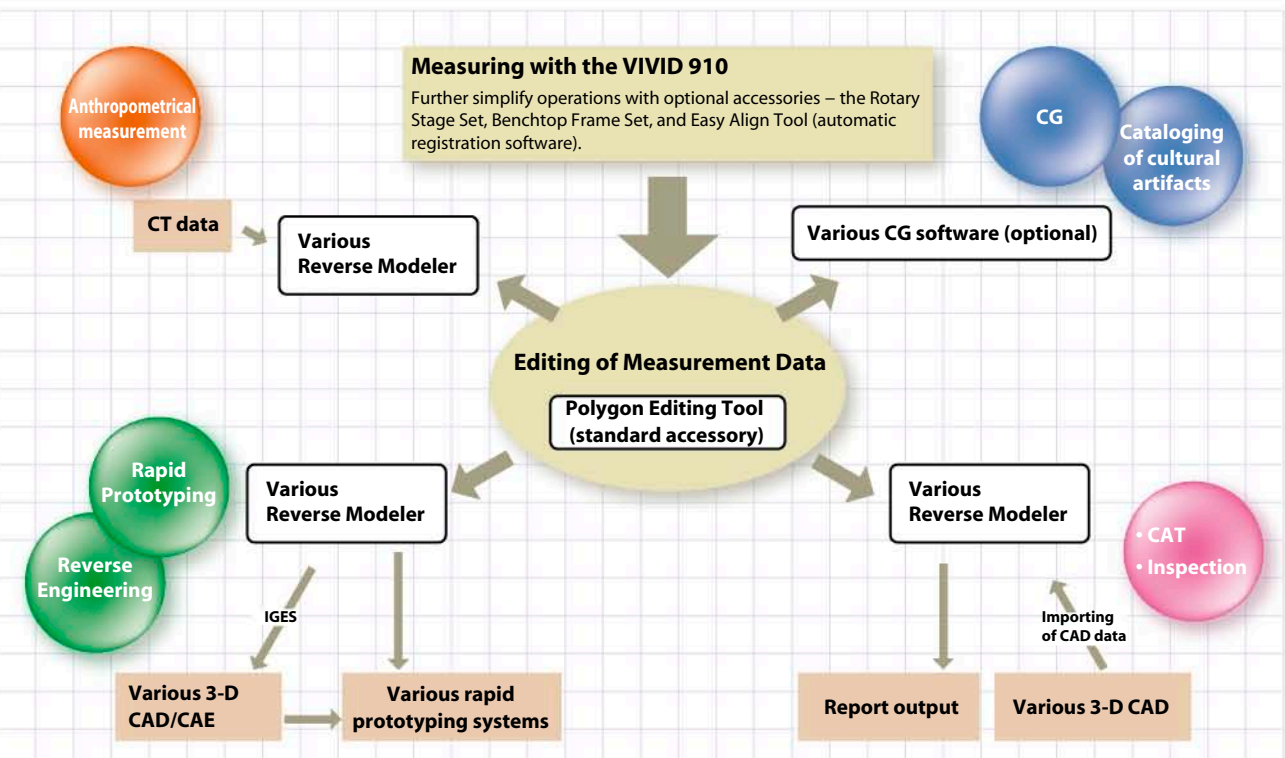 Measuring with the VIVID 910
Further simplify operations with optional accessories – the Rotary
Stage Set, Benchtop Frame Set, and Easy Align Tool (automatic
registration software).
Anthropometrical
measurement
CG
Cataloging
of cultural
artifacts
CT data
Various
Reverse Modeler
Various CG software (optional)
Editing of Measurement Data
Polygon Editing Tool
(standard accessory)
Rapid
Prototyping
Reverse
Engineering
Various
Reverse Modeler
Various
Reverse Modeler
• CAT
• Inspection
IGES
Importing
of CAD data
Various 3-D
CAD/CAE
Various rapid
prototyping systems
Report output
Various 3-D CAD